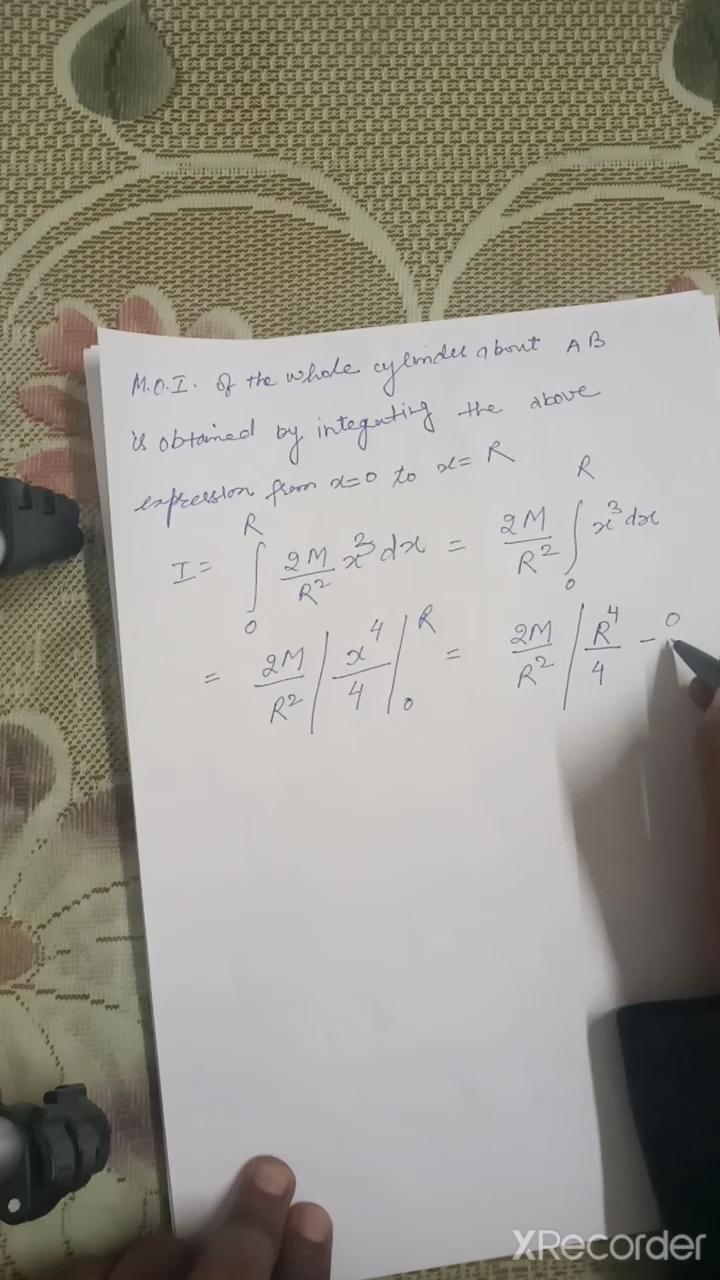 M.O.I. of the whole cylinder about AB
is obtained by integrating the above
expression from x=0 to x= R
I = ∫₀ᴿ 2M/R² x³ dx = 2M/R² ∫₀ᴿ x³ dx
= 2M/R² | x⁴/4 |₀ᴿ = 2M/R² | R⁴/4 - 0
XRecorder